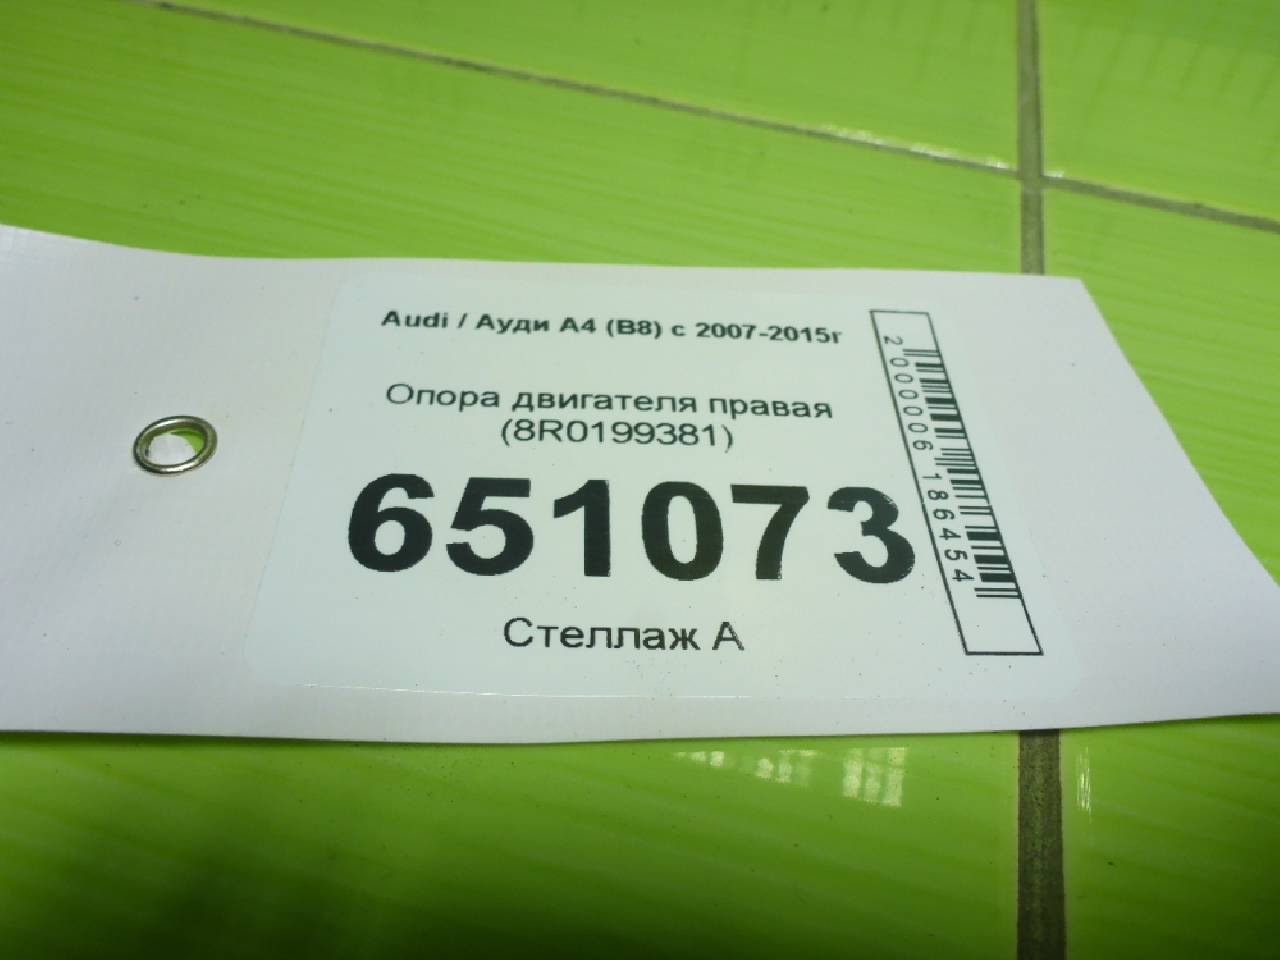 Audi / Ауди A4 (B8) с 2007-2015г
Опора двигателя правая
(8R0199381)
651073
Стеллаж А
2000006186454